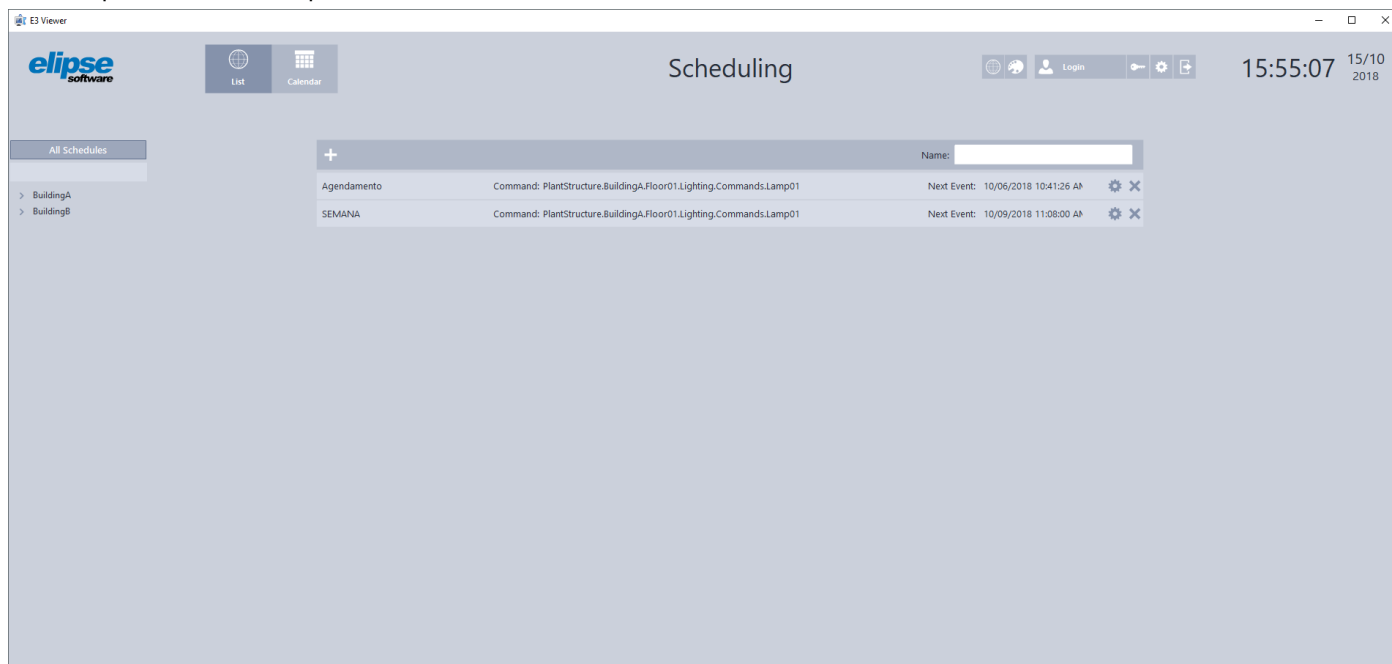 E3 Viewer
elipse
software
List
Calendar
Scheduling
Login
15:55:07
15/10
2018
All Schedules
Name:
BuildingA
BuildingB
Agendamento Command: PlantStructure.BuildingA.Floor01.Lighting.Commands.Lamp01 Next Event: 10/06/2018 10:41:26
SEMANA Command: PlantStructure.BuildingA.Floor01.Lighting.Commands.Lamp01 Next Event: 10/09/2018 11:08:00